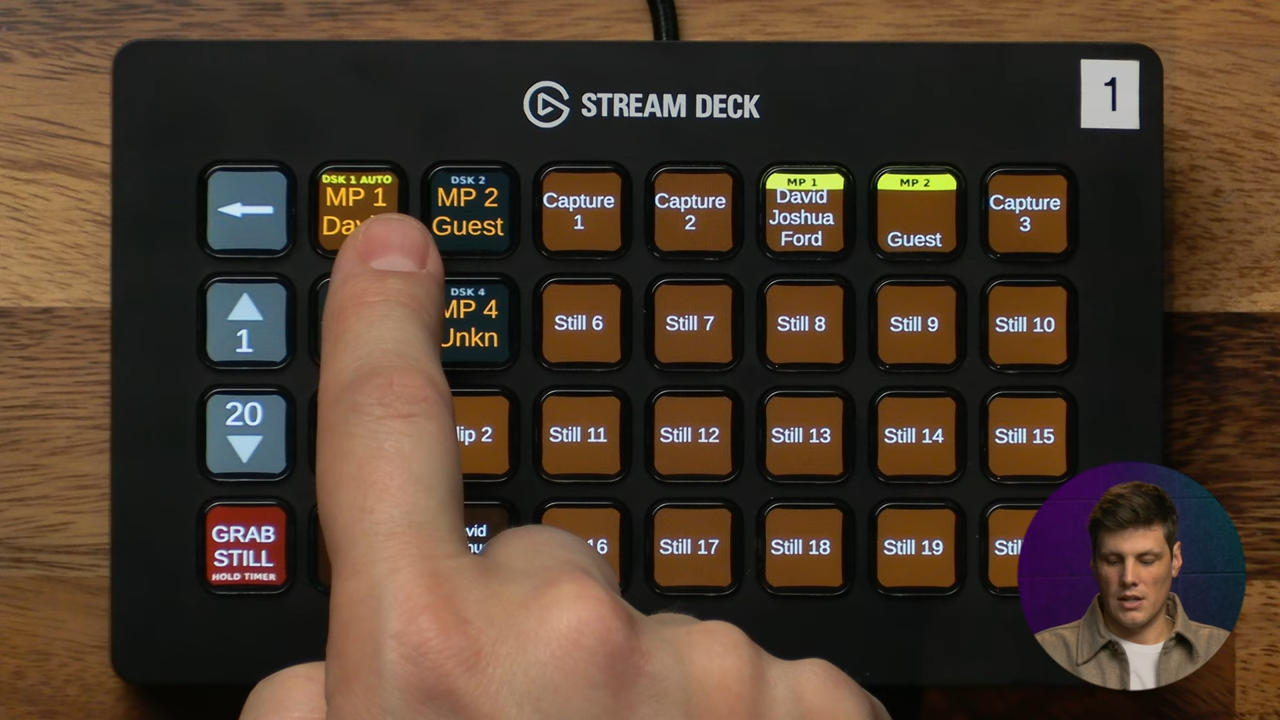 STREAM DECK
1
DSK 1 AUTO
MP 1
DSK 2
MP 2
Guest
Capture
1
Capture
2
MP 1
David
Joshua
Ford
MP 2
Guest
Capture
3
1
DSK 4
MP 4
Unkn
Still 6
Still 7
Still 8
Still 9
Still 10
20
Still 11
Still 12
Still 13
Still 14
Still 15
GRAB
STILL
HOLD TIMER
16
Still 17
Still 18
Still 19